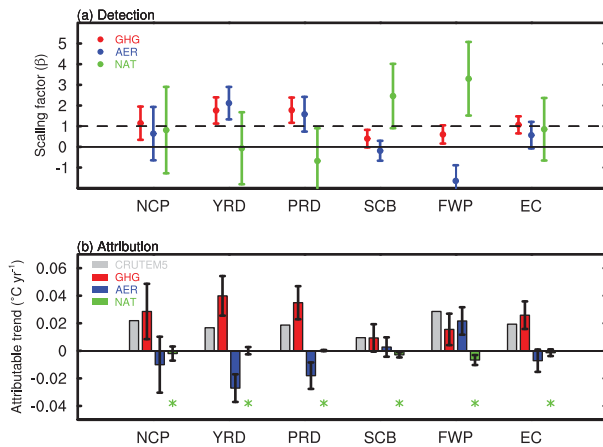 (a) Detection
GHG
AER
NAT
Scaling factor (β)
5
4
3
2
1
0
-1
NCP YRD PRD SCB FWP EC
(b) Attribution
CRUTEM5
GHG
AER
NAT
Attributable trend (°C yr⁻¹)
0.06
0.04
0.02
0
-0.02
-0.04
* * * * * *
NCP YRD PRD SCB FWP EC